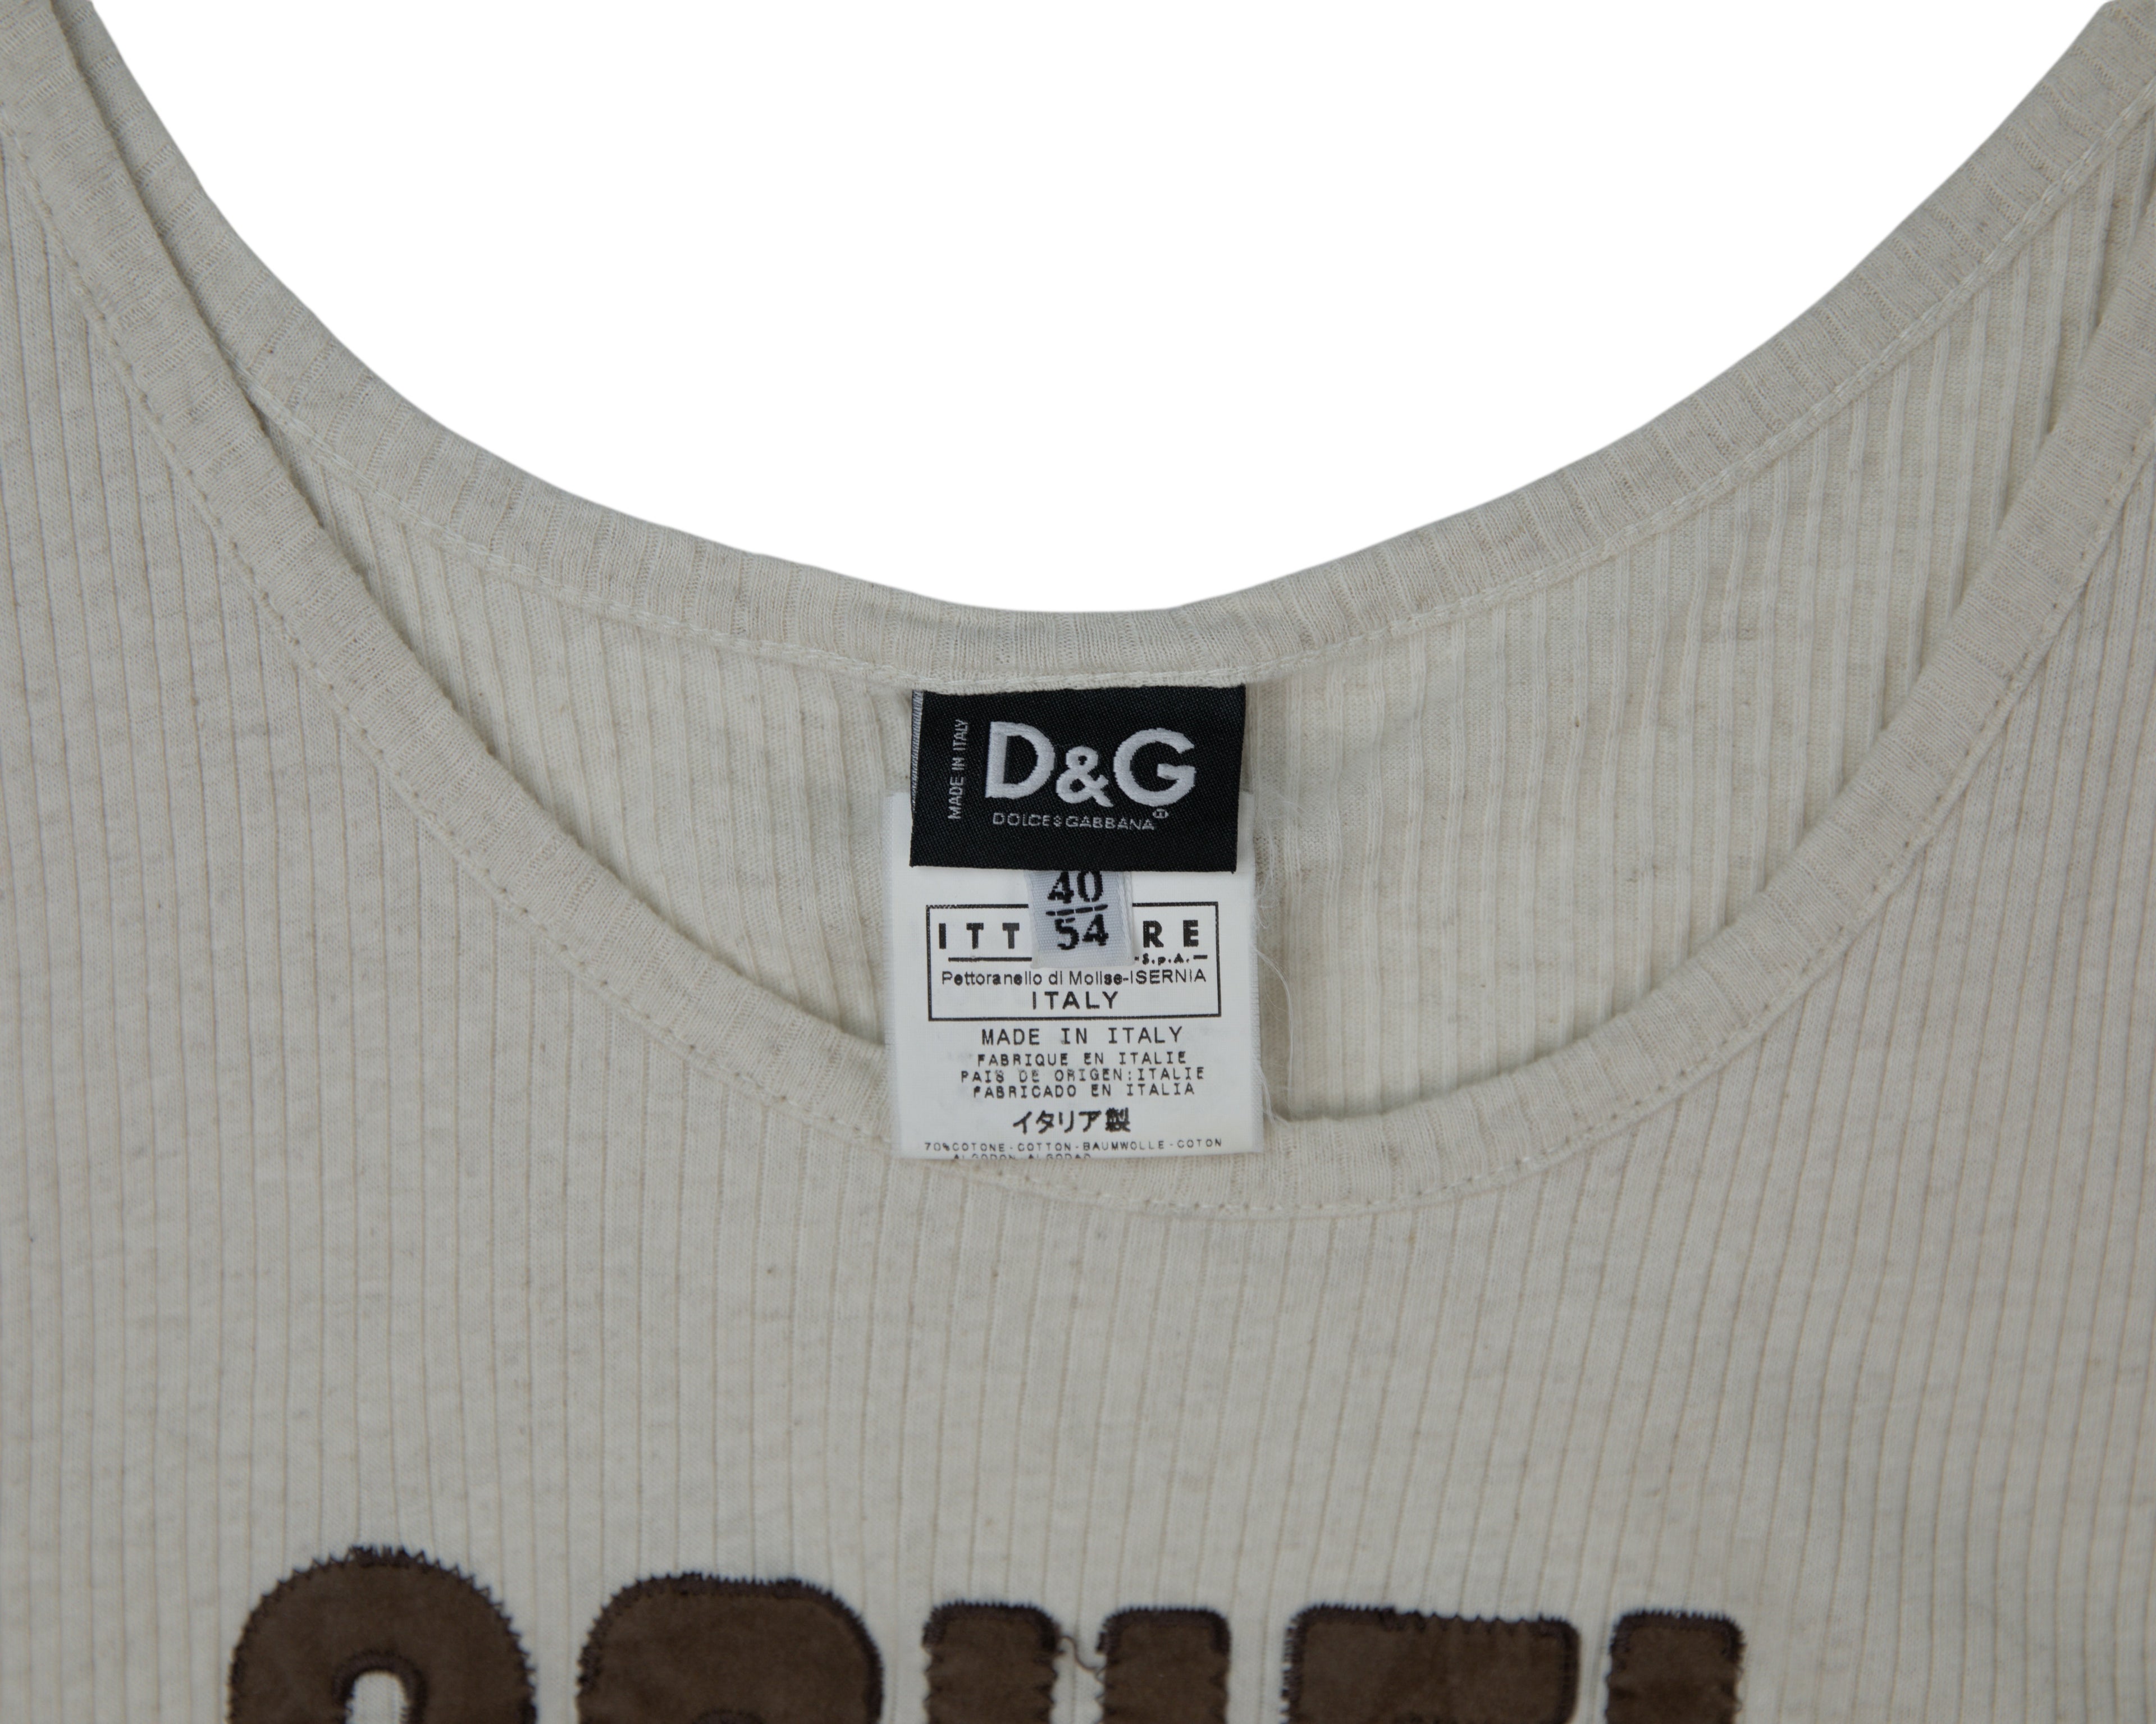 MADE IN ITALY
D&G
DOLCE&GABBANA
40
54
ITT RE
S.p.A.
Pettoranello di Molise-ISERNIA
ITALY
MADE IN ITALY
FABRIQUE EN ITALIE
PAIS DE ORIGEN:ITALIE
FABRICADO EN ITALIA
イタリア製
70%COTONE-COTTON-BAUMWOLLE-COTON